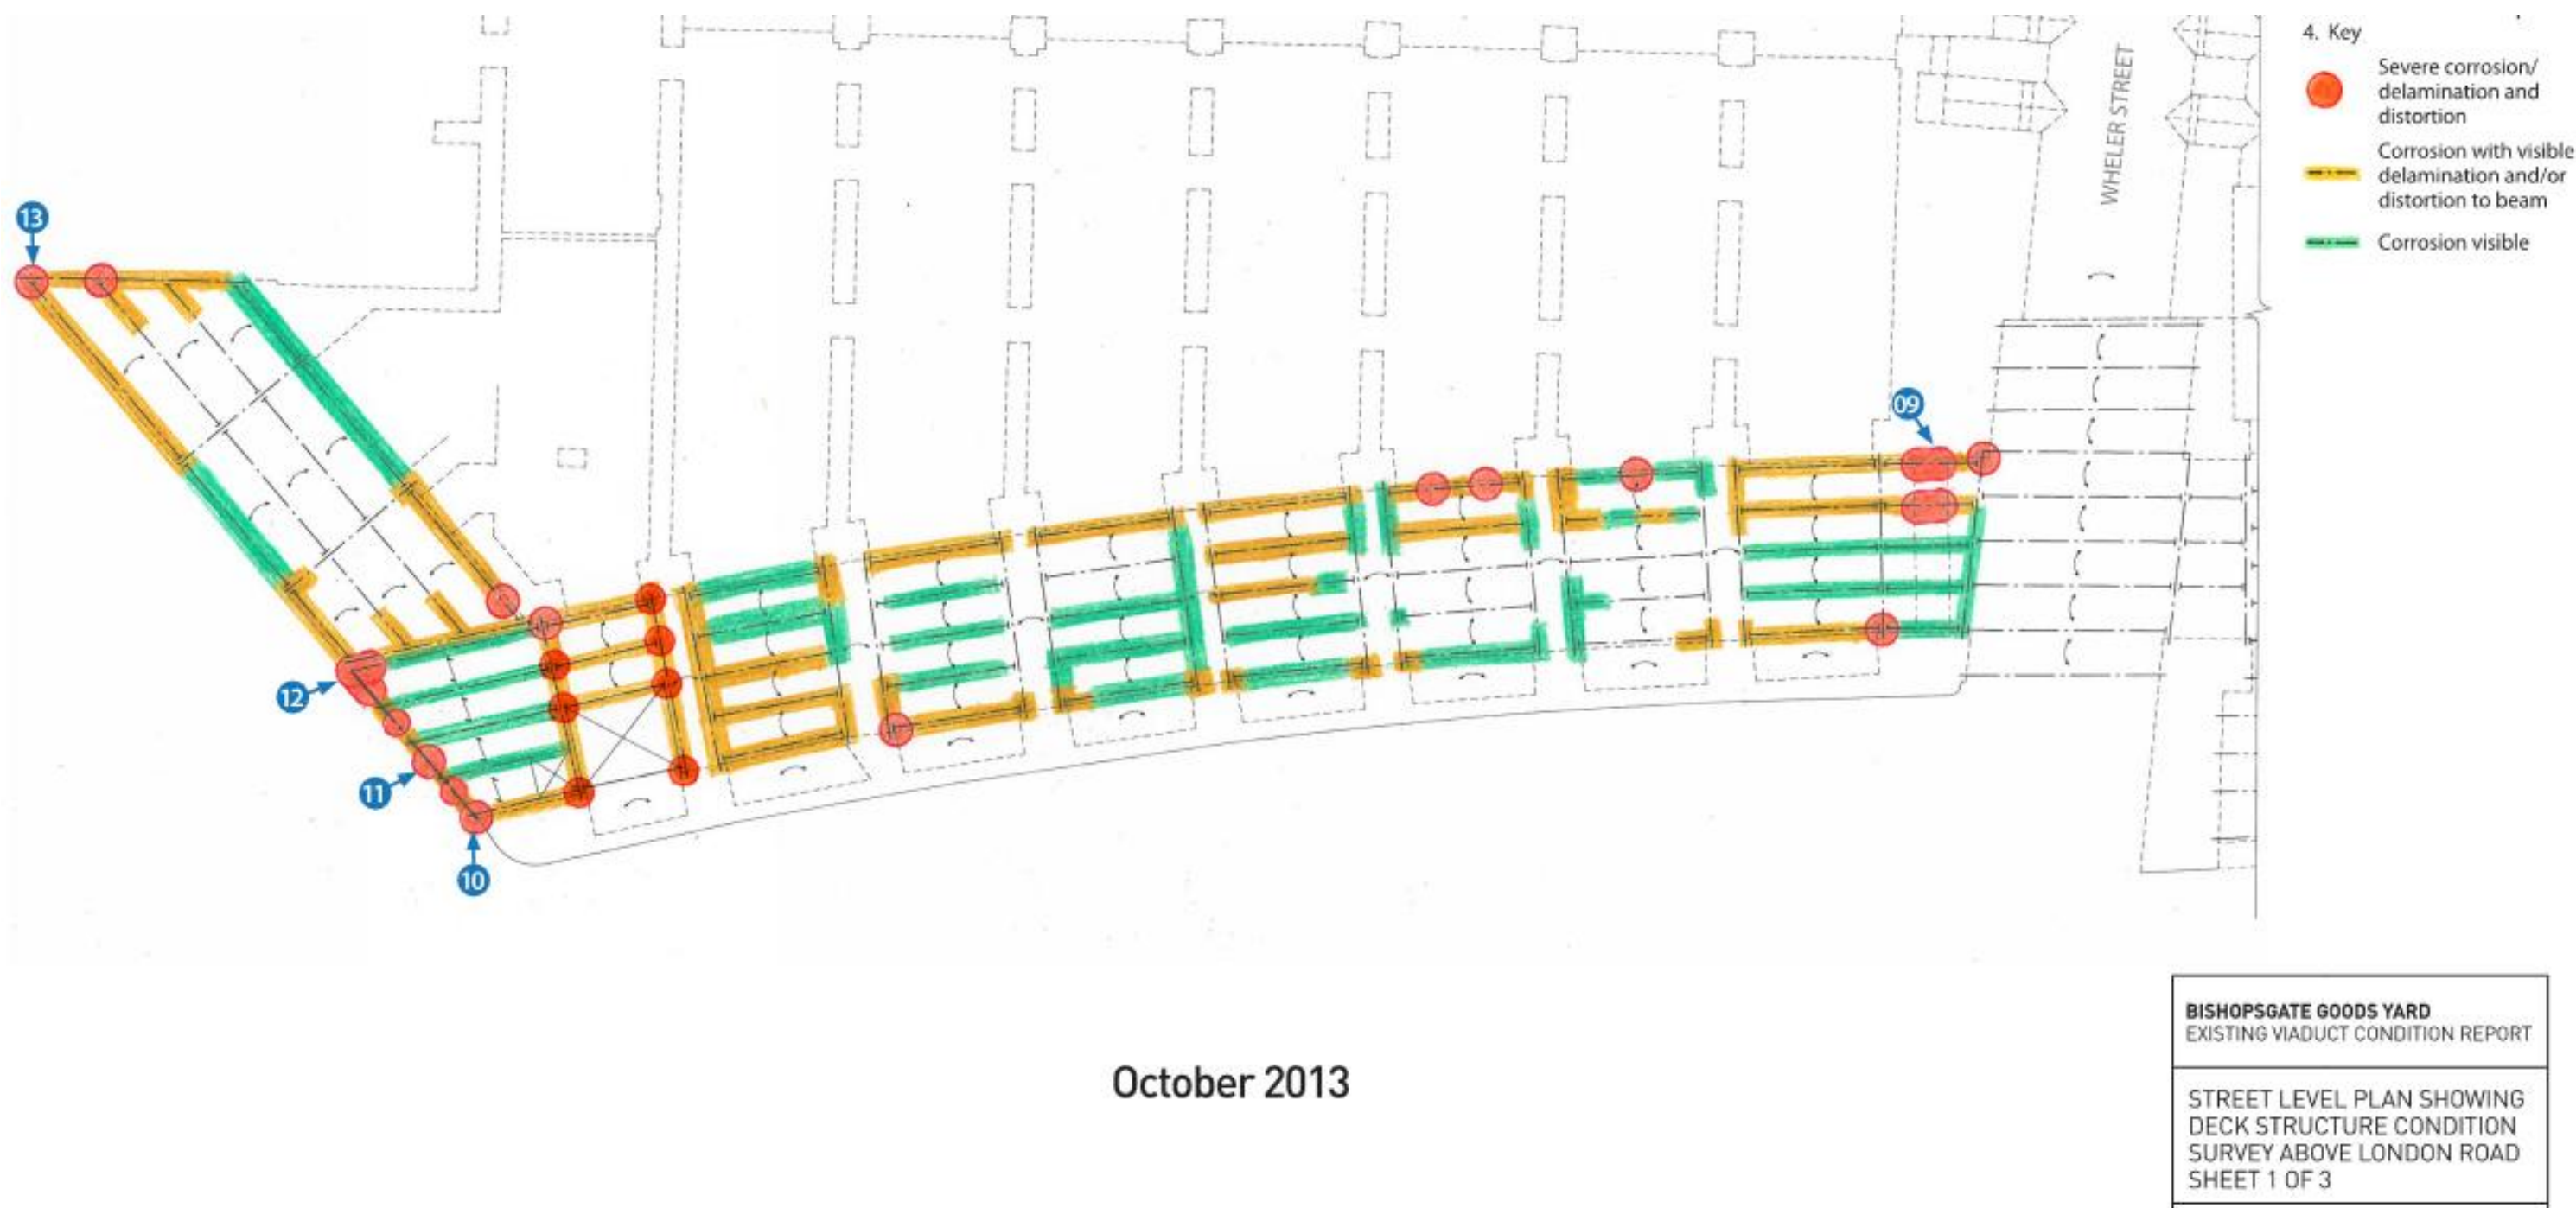 4. Key
Severe corrosion/
delamination and
distortion
Corrosion with visible
delamination and/or
distortion to beam
Corrosion visible
WHELER STREET
13
09
12
11
10
October 2013
BISHOPSGATE GOODS YARD
EXISTING VIADUCT CONDITION REPORT
STREET LEVEL PLAN SHOWING
DECK STRUCTURE CONDITION
SURVEY ABOVE LONDON ROAD
SHEET 1 OF 3